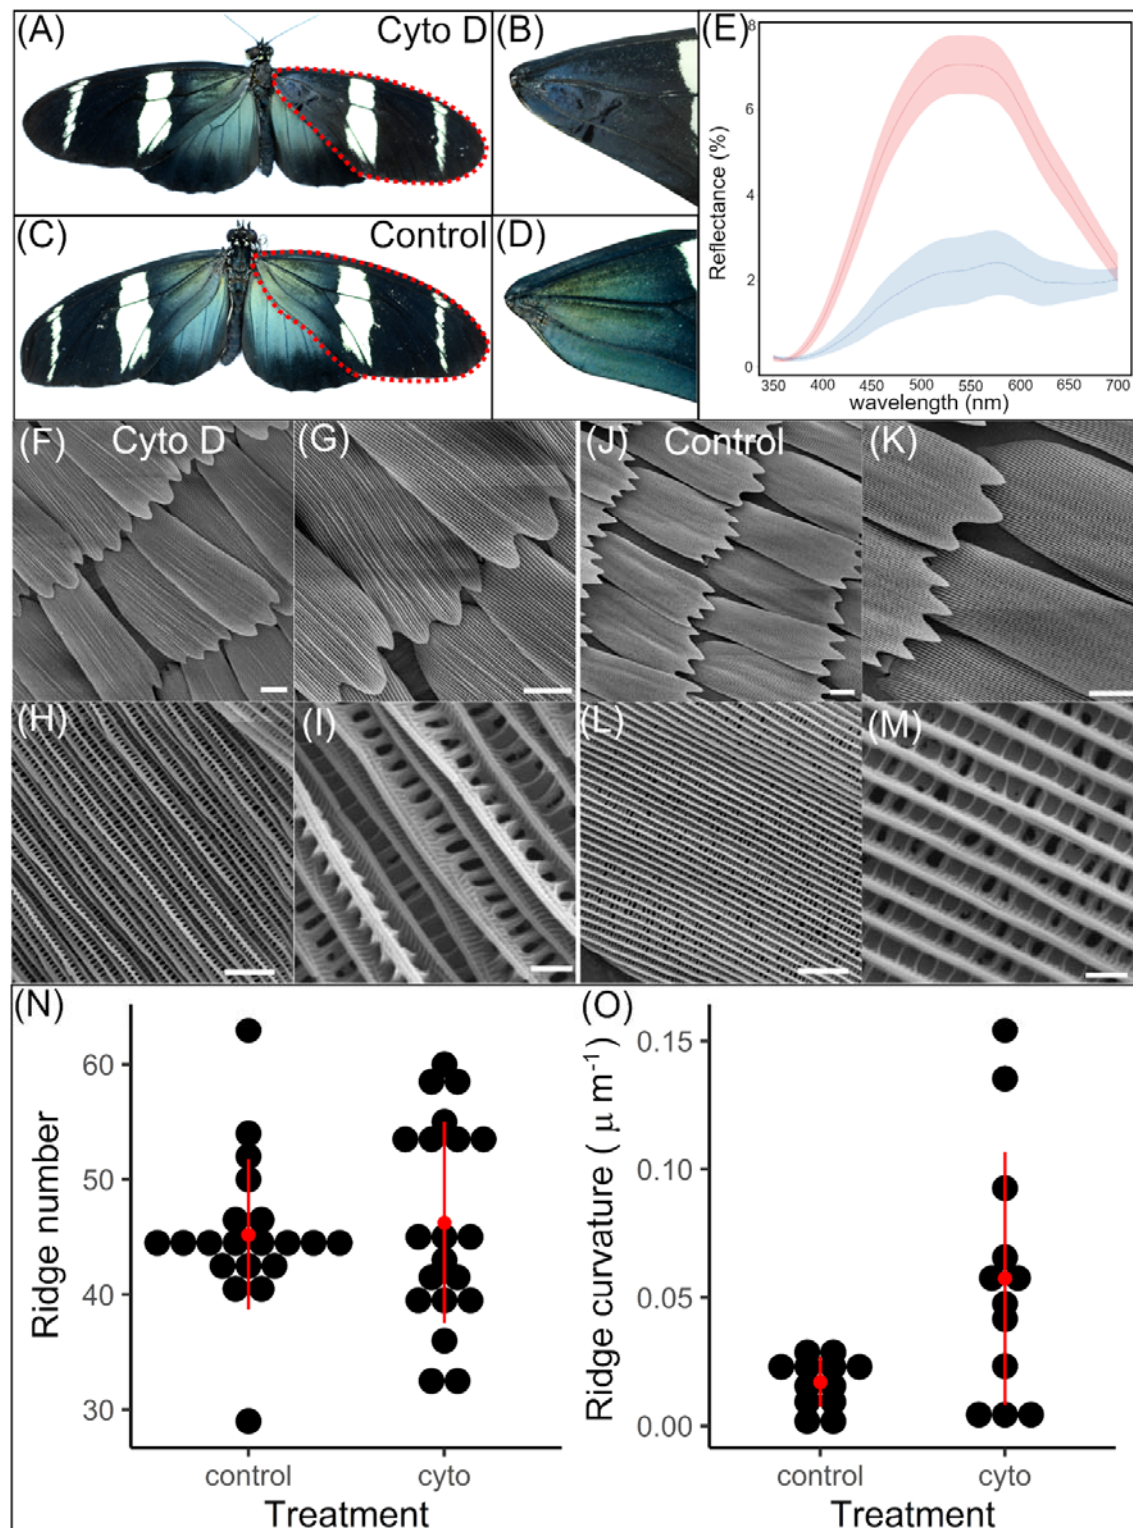 (A) Cyto D
(B)
(C) Control
(D)
(E)
8
6
4
2
0
Reflectance (%)
350 400 450 500 550 600 650 700
wavelength (nm)
(F) Cyto D
(G)
(H)
(I)
(J) Control
(K)
(L)
(M)
(N)
60
50
40
30
Ridge number
control cyto
Treatment
(O)
0.15
0.10
0.05
0.00
Ridge curvature ( μ m⁻¹ )
control cyto
Treatment